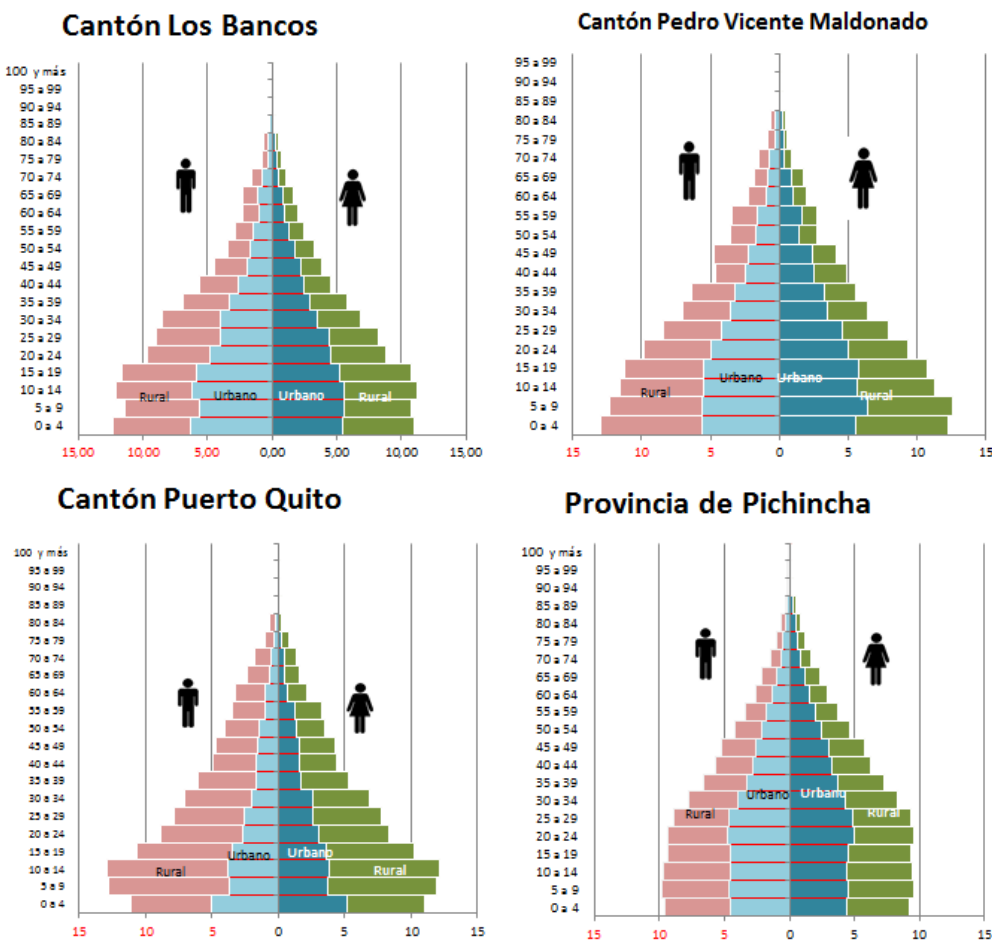 Cantón Los Bancos
100 y más
95 a 99
90 a 94
85 a 89
80 a 84
75 a 79
70 a 74
65 a 69
60 a 64
55 a 59
50 a 54
45 a 49
40 a 44
35 a 39
30 a 34
25 a 29
20 a 24
15 a 19
10 a 14
5 a 9
0 a 4
Rural Urbano Urbano Rural
15,00 10,00 5,00 0,00 5,00 10,00 15,00
Cantón Pedro Vicente Maldonado
95 a 99
90 a 94
85 a 89
80 a 84
75 a 79
70 a 74
65 a 69
60 a 64
55 a 59
50 a 54
45 a 49
40 a 44
35 a 39
30 a 34
25 a 29
20 a 24
15 a 19
10 a 14
5 a 9
0 a 4
Rural Urbano Urbano Rural
15 10 5 0 5 10 15
Cantón Puerto Quito
100 y más
95 a 99
90 a 94
85 a 89
80 a 84
75 a 79
70 a 74
65 a 69
60 a 64
55 a 59
50 a 54
45 a 49
40 a 44
35 a 39
30 a 34
25 a 29
20 a 24
15 a 19
10 a 14
5 a 9
0 a 4
Rural Urbano Urbano Rural
15 10 5 0 5 10 15
Provincia de Pichincha
100 y más
95 a 99
90 a 94
85 a 89
80 a 84
75 a 79
70 a 74
65 a 69
60 a 64
55 a 59
50 a 54
45 a 49
40 a 44
35 a 39
30 a 34
25 a 29
20 a 24
15 a 19
10 a 14
5 a 9
0 a 4
Rural Urbano Urbano Rural
15 10 5 0 5 10 15